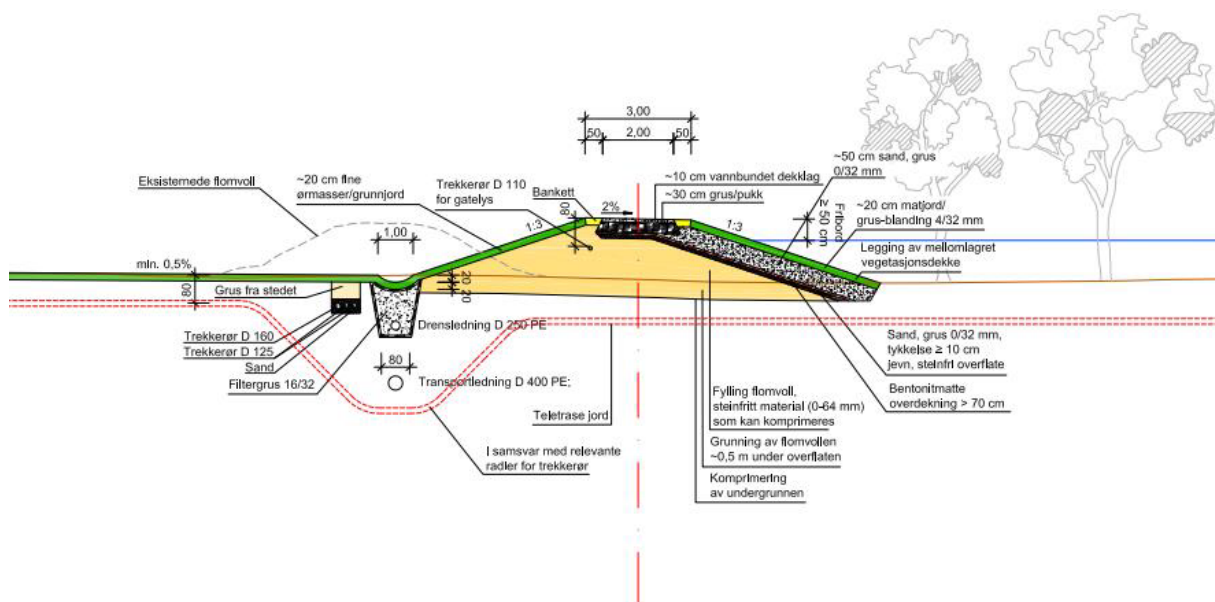 3,00
50
2,00
50
Eksisternede flomvoll
~20 cm fine
ørmasser/grunnjord
Trekkerør D 110
for gatelys
Bankett
60
2%
~10 cm vannbundet dekklag
~30 cm grus/pukk
~50 cm sand, grus
0/32 mm
Fribord
≥ 50 cm
~20 cm matjord/
grus-blanding 4/32 mm
Legging av mellomlagret
vegetasjonsdekke
1:3
1:3
1,00
min. 0,5%
80
20
20
Grus fra stedet
Trekkerør D 160
Trekkerør D 125
Sand
Filtergrus 16/32
Drensledning D 250 PE
80
Transportledning D 400 PE;
Teletrase jord
I samsvar med relevante
radier for trekkerør
Sand, grus 0/32 mm,
tykkelse ≥ 10 cm
jevn, steinfri overflate
Bentonitmatte
overdekning > 70 cm
Fylling flomvoll,
steinfritt material (0-64 mm)
som kan komprimeres
Grunning av flomvollen
~0,5 m under overflaten
Komprimering
av undergrunnen